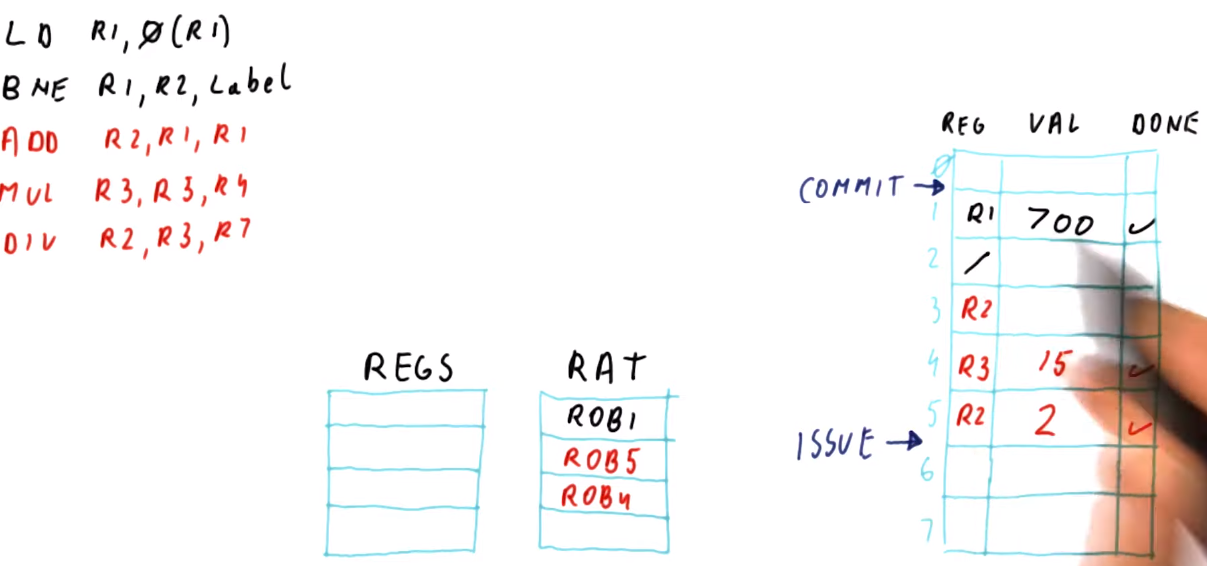 LD R1, Ø(R1)
BNE R1, R2, Label
ADD R2, R1, R1
MUL R3, R3, R4
DIV R2, R3, R7
REGS
RAT
ROB1
ROB5
ROB4
REG VAL DONE
COMMIT →
ISSUE →
Ø
1 R1 700 ✓
2 /
3 R2
4 R3 15 ✓
5 R2 2 ✓
6
7